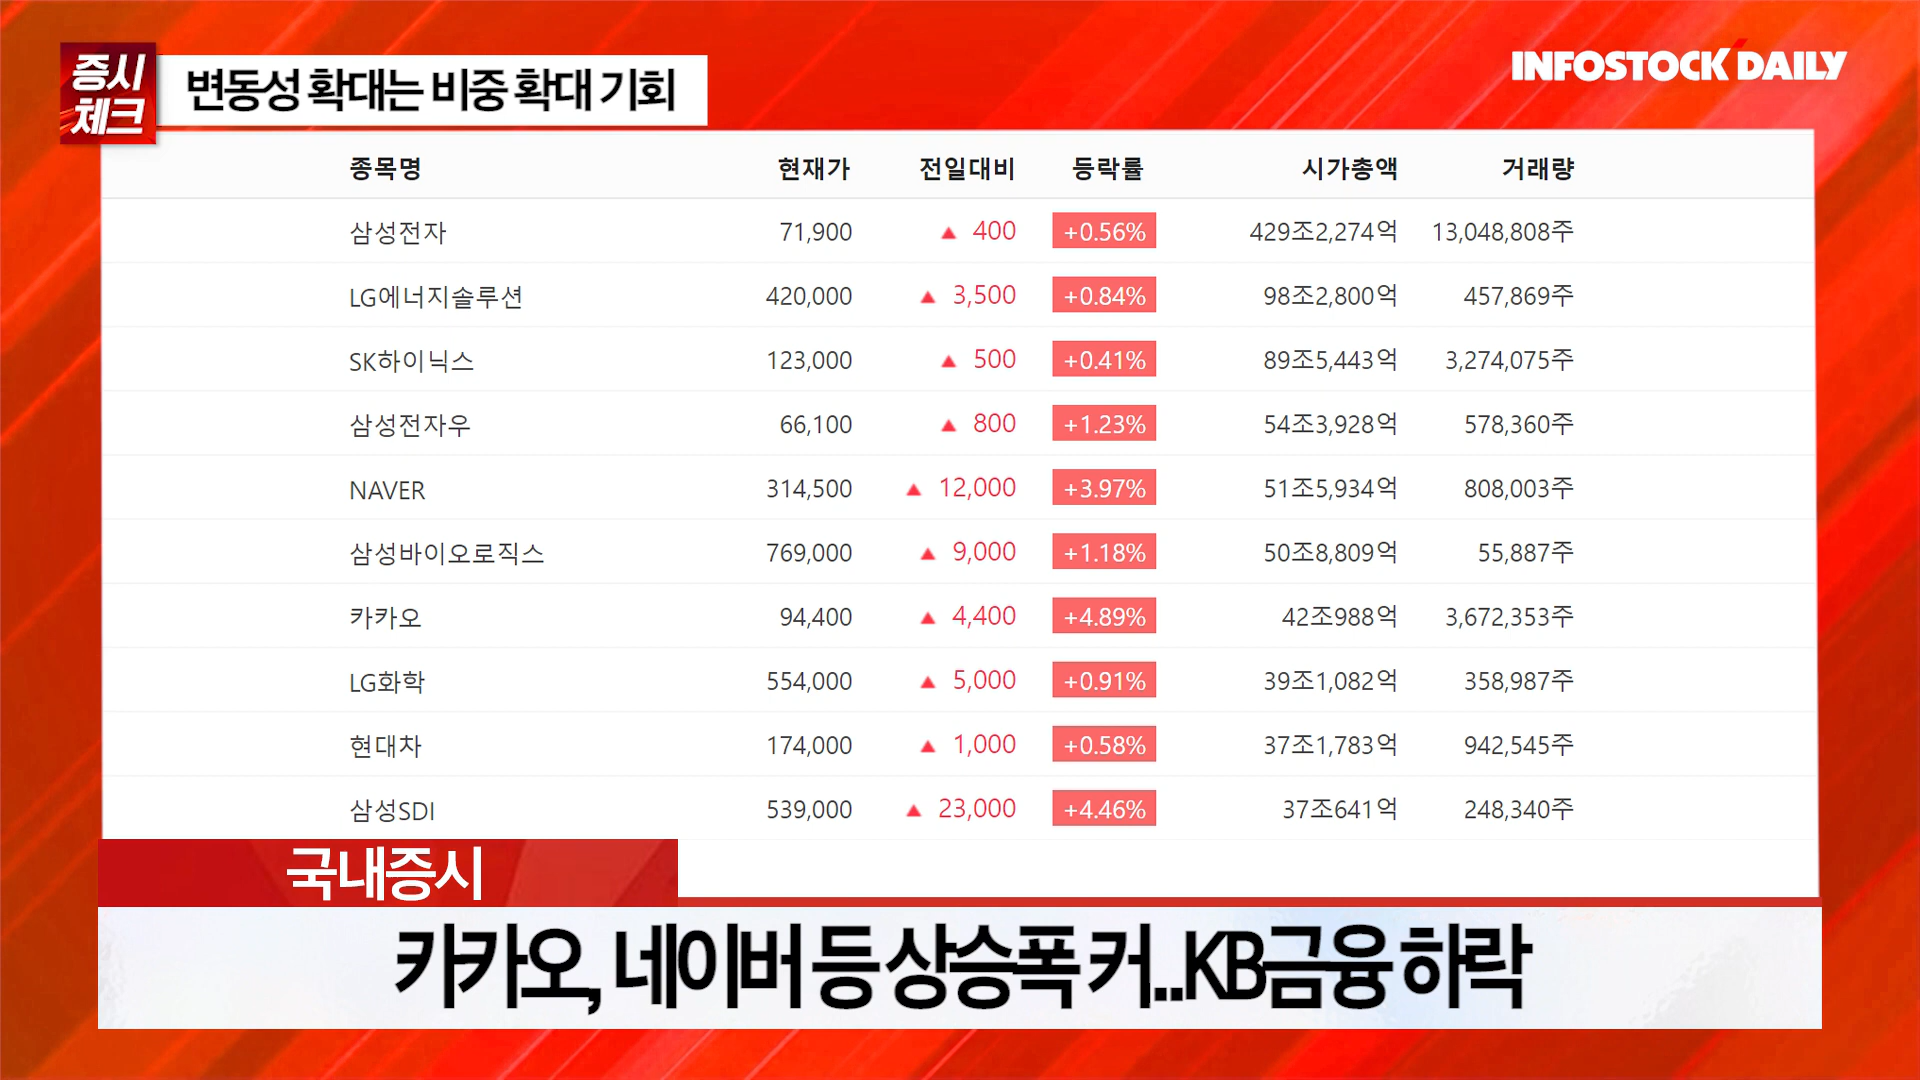 증시
체크
변동성 확대는 비중 확대 기회
INFOSTOCK DAILY
종목명 현재가 전일대비 등락률 시가총액 거래량
삼성전자 71,900 ▲ 400 +0.56% 429조2,274억 13,048,808주
LG에너지솔루션 420,000 ▲ 3,500 +0.84% 98조2,800억 457,869주
SK하이닉스 123,000 ▲ 500 +0.41% 89조5,443억 3,274,075주
삼성전자우 66,100 ▲ 800 +1.23% 54조3,928억 578,360주
NAVER 314,500 ▲ 12,000 +3.97% 51조5,934억 808,003주
삼성바이오로직스 769,000 ▲ 9,000 +1.18% 50조8,809억 55,887주
카카오 94,400 ▲ 4,400 +4.89% 42조988억 3,672,353주
LG화학 554,000 ▲ 5,000 +0.91% 39조1,082억 358,987주
현대차 174,000 ▲ 1,000 +0.58% 37조1,783억 942,545주
삼성SDI 539,000 ▲ 23,000 +4.46% 37조641억 248,340주
국내증시
카카오, 네이버 등 상승폭 커..KB금융 하락